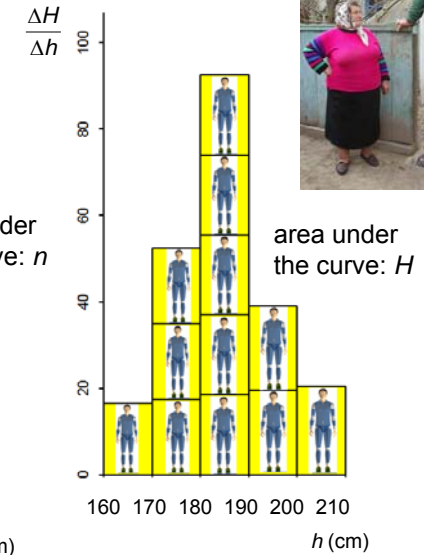 ΔH
Δh
100
80
60
40
20
0
160 170 180 190 200 210
h (cm)
area under
the curve: H
der
ve: n
m)